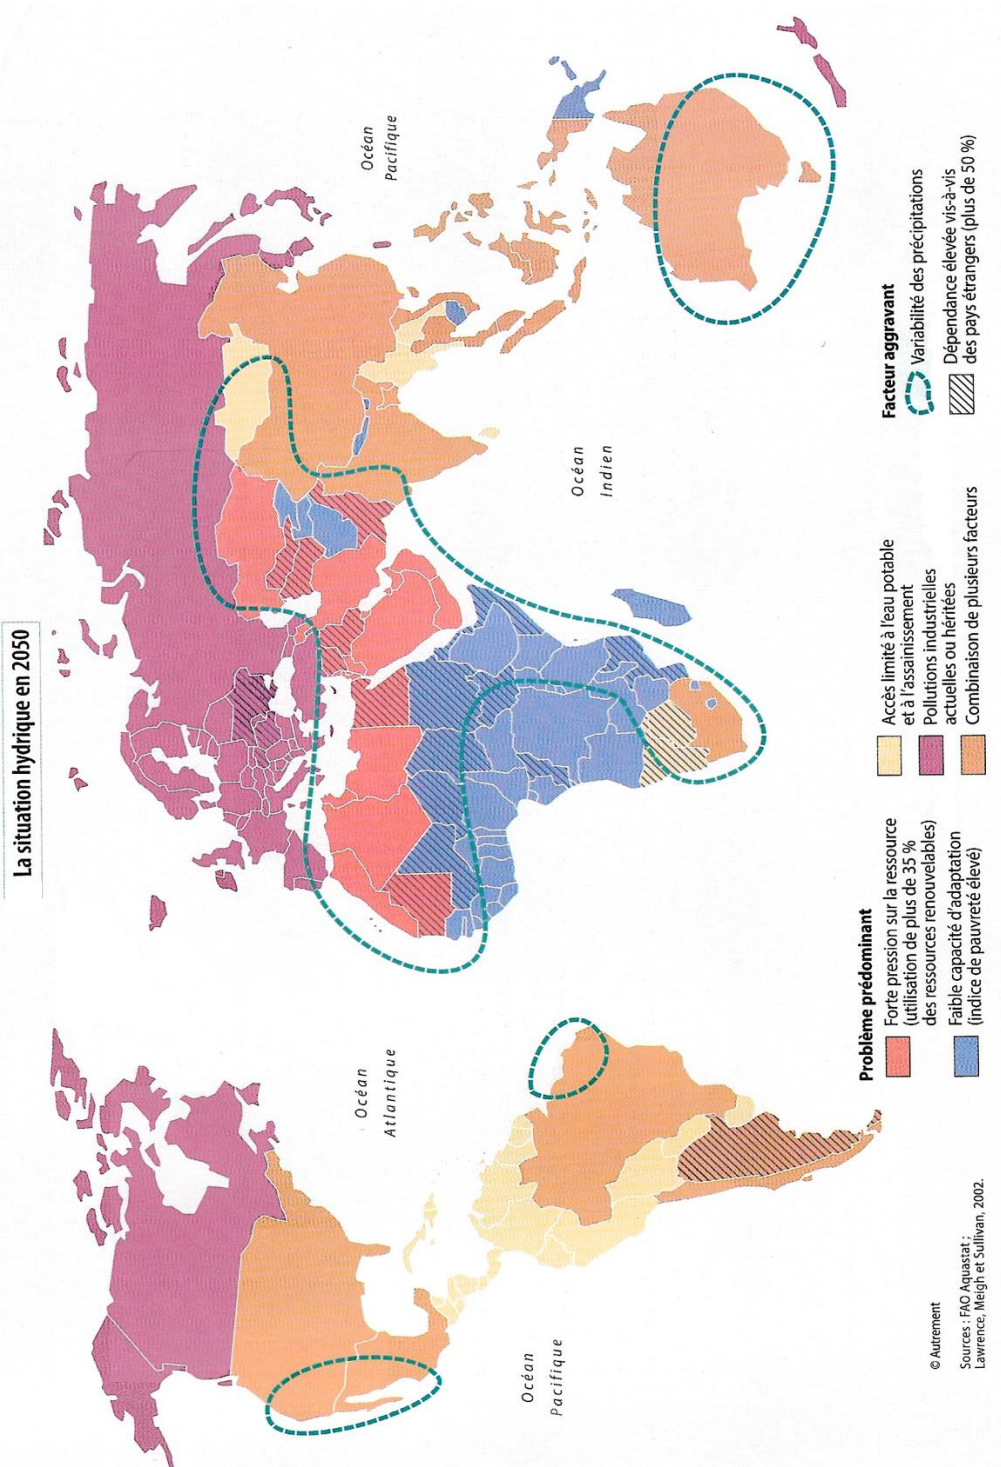 La situation hydrique en 2050
Océan
Pacifique
Océan
Atlantique
Océan
Pacifique
Océan
Indien
Problème prédominant
Forte pression sur la ressource
(utilisation de plus de 35 %
des ressources renouvelables)
Faible capacité d'adaptation
(indice de pauvreté élevé)
Accès limité à l'eau potable
et à l'assainissement
Pollutions industrielles
actuelles ou héritées
Combinaison de plusieurs facteurs
Facteur aggravant
Variabilité des précipitations
Dépendance élevée vis-à-vis
des pays étrangers (plus de 50 %)
© Autrement
Sources : FAO Aquastat ;
Lawrence, Meigh et Sullivan, 2002.